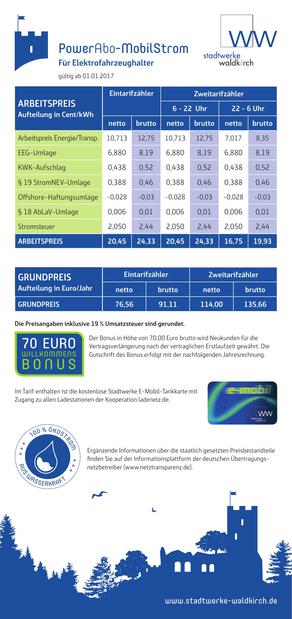 PowerAbo-MobilStrom
Für Elektrofahrzeughalter
gültig ab 01.01.2017
WW
stadtwerke
waldkirch
ARBEITSPREIS
Aufteilung in Cent/kWh
Eintarifzähler Zweitarifzähler
6 - 22 Uhr 22 - 6 Uhr
netto brutto netto brutto netto brutto
Arbeitspreis Energie/Transp. 10,713 12,75 10,713 12,75 7,017 8,35
EEG-Umlage 6,880 8,19 6,880 8,19 6,880 8,19
KWK-Aufschlag 0,438 0,52 0,438 0,52 0,438 0,52
§ 19 StromNEV-Umlage 0,388 0,46 0,388 0,46 0,388 0,46
Offshore-Haftungsumlage -0,028 -0,03 -0,028 -0,03 -0,028 -0,03
§ 18 AbLaV-Umlage 0,006 0,01 0,006 0,01 0,006 0,01
Stromsteuer 2,050 2,44 2,050 2,44 2,050 2,44
ARBEITSPREIS 20,45 24,33 20,45 24,33 16,75 19,93
GRUNDPREIS
Aufteilung in Euro/Jahr
Eintarifzähler Zweitarifzähler
netto brutto netto brutto
GRUNDPREIS 76,56 91,11 114,00 135,66
Die Preisangaben inklusive 19 % Umsatzsteuer sind gerundet.
70 EURO
WILLKOMMENS
BONUS
Der Bonus in Höhe von 70,00 Euro brutto wird Neukunden für die
Vertragsverlängerung nach der vertraglichen Erstlaufzeit gewährt. Die
Gutschrift des Bonus erfolgt mit der nachfolgenden Jahresrechnung.
Im Tarif enthalten ist die kostenlose Stadtwerke E-Mobil-Tankkarte mit
Zugang zu allen Ladestationen der Kooperation ladenetz.de.
e-mobil
WW
100 % ÖKOSTROM
AUS WASSERKRAFT
Ergänzende Informationen über die staatlich gesetzten Preisbestandteile
finden Sie auf der Informationsplattform der deutschen Übertragungs-
netzbetreiber (www.netztransparenz.de).
www.stadtwerke-waldkirch.de